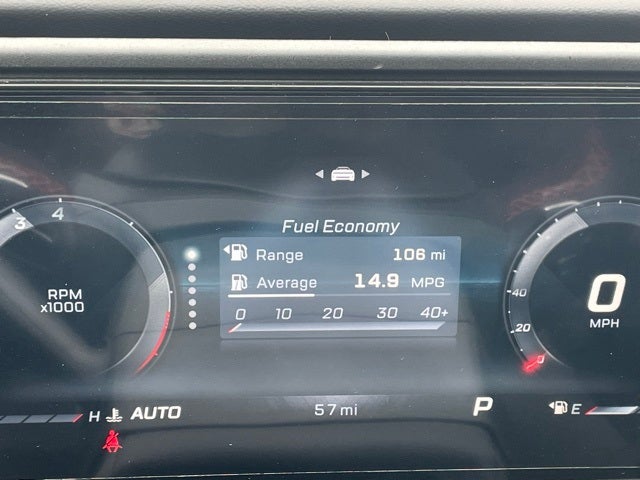 Fuel Economy
Range 106 mi
Average 14.9 MPG
0 10 20 30 40+
3 4
RPM
x1000
0
MPH
40
20
0
H AUTO
57 mi
P
E